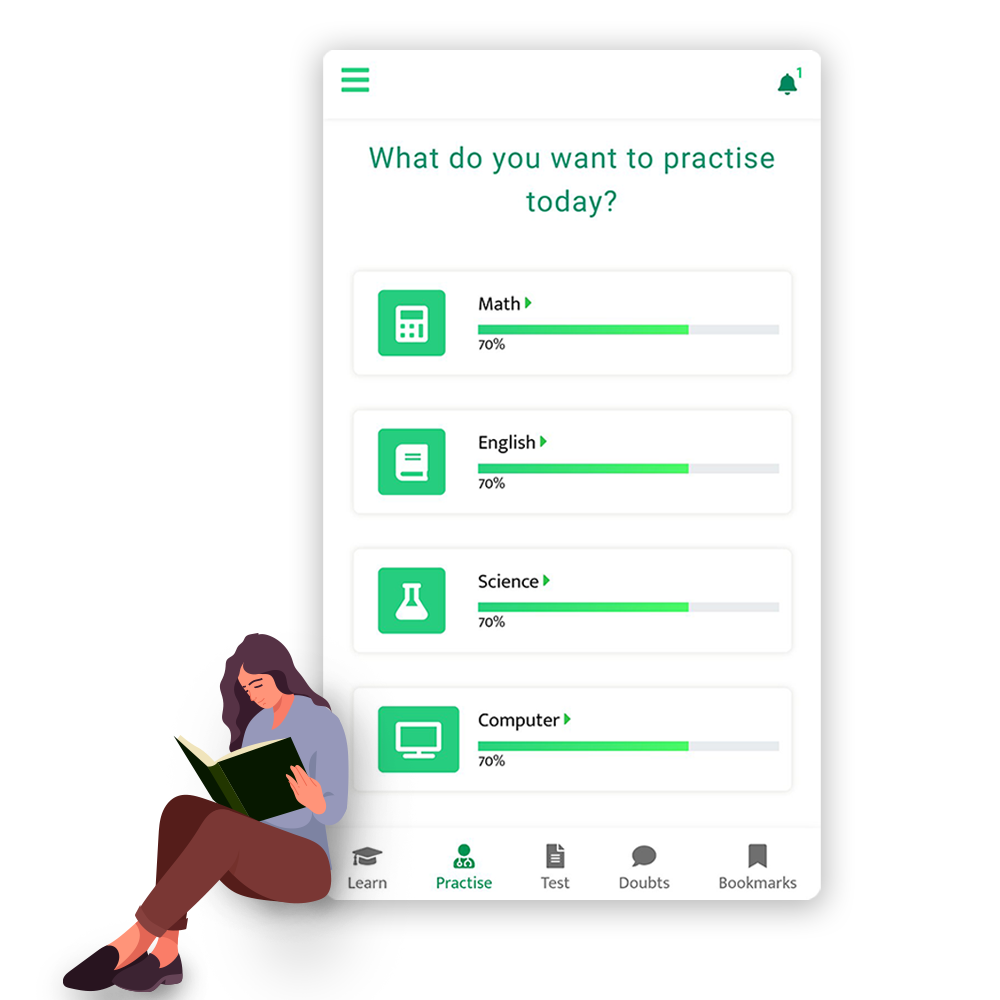 1
What do you want to practise
today?
Math
70%
English
70%
Science
70%
Computer
70%
Learn
Practise
Test
Doubts
Bookmarks